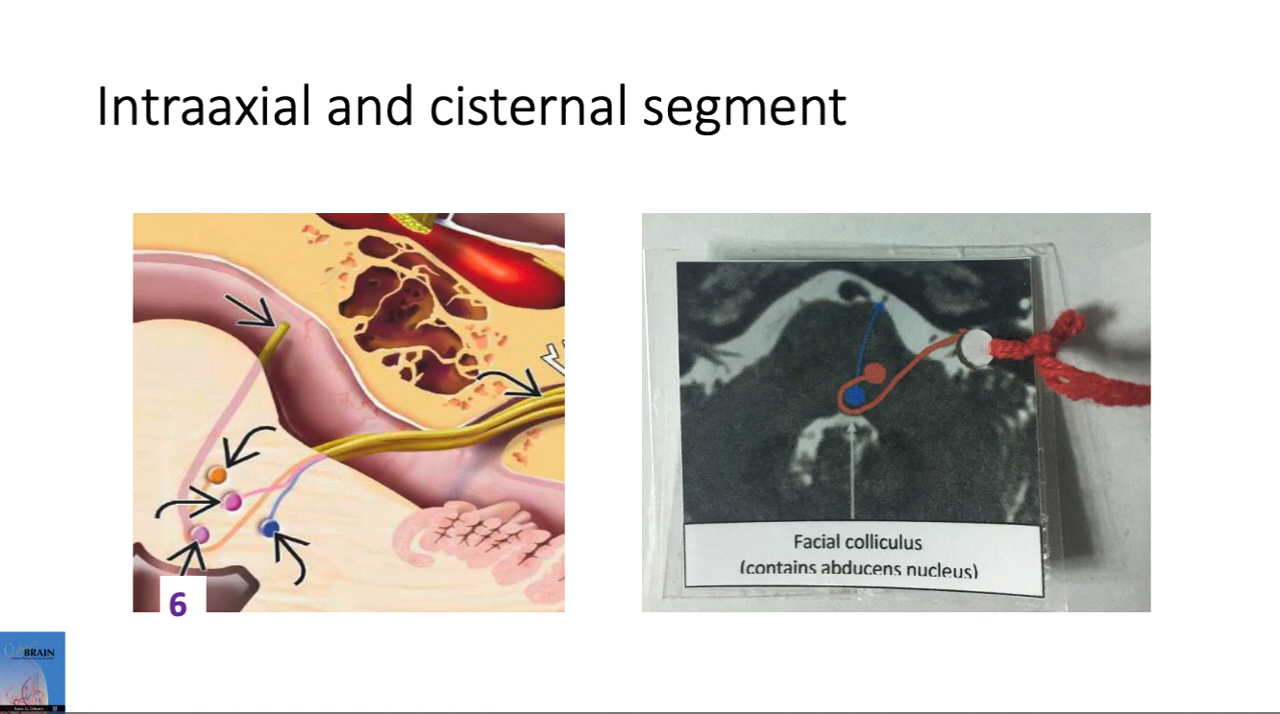 Intraaxial and cisternal segment
Facial colliculus
(contains abducens nucleus)
6
BRAIN